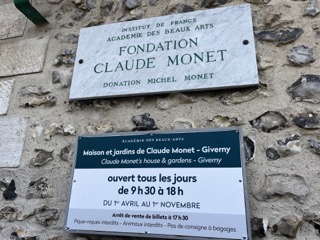 INSTITUT DE FRANCE
ACADEMIE DES BEAUX ARTS
FONDATION
CLAUDE MONET
DONATION MICHEL MONET
ACADÉMIE DES BEAUX-ARTS
Maison et jardins de Claude Monet - Giverny
Claude Monet's house & gardens - Giverny
ouvert tous les jours
de 9h30 à 18h
DU 1ER AVRIL AU 1ER NOVEMBRE
Arrêt de vente de billets à 17h30
Pique-niques interdits - Animaux interdits - Pas de consigne à bagages